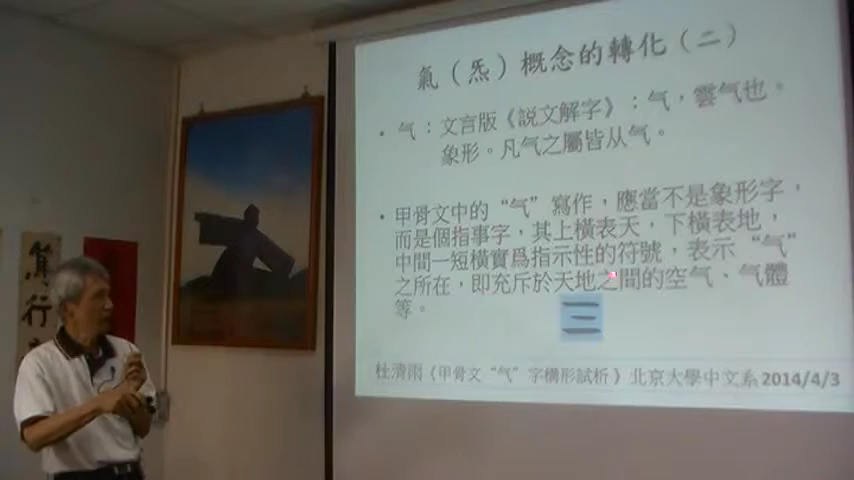 氣（炁）概念的轉化（二）
• 气：文言版《説文解字》：气，雲气也。
象形。凡气之屬皆从气。
• 甲骨文中的“气”寫作，應當不是象形字，
而是個指事字，其上橫表天，下橫表地，
中間一短橫實爲指示性的符號，表示“气”
之所在，即充斥於天地之間的空气、气體
等。
杜清雨《甲骨文“气”字構形試析》北京大學中文系 2014/4/3
篤行